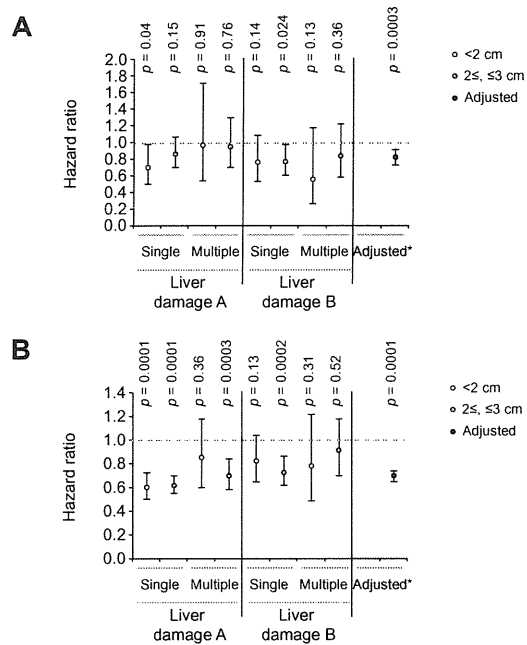 A
p = 0.04
p = 0.15
p = 0.91
p = 0.76
p = 0.14
p = 0.024
p = 0.13
p = 0.36
p = 0.0003
<2 cm
2≤, ≤3 cm
Adjusted
Hazard ratio
2.0
1.8
1.6
1.4
1.2
1.0
0.8
0.6
0.4
0.2
0.0
Single Multiple Single Multiple Adjusted*
Liver damage A
Liver damage B
B
p = 0.0001
p = 0.0001
p = 0.36
p = 0.0003
p = 0.13
p = 0.0002
p = 0.31
p = 0.52
p = 0.0001
<2 cm
2≤, ≤3 cm
Adjusted
Hazard ratio
1.4
1.2
1.0
0.8
0.6
0.4
0.2
0.0
Single Multiple Single Multiple Adjusted*
Liver damage A
Liver damage B